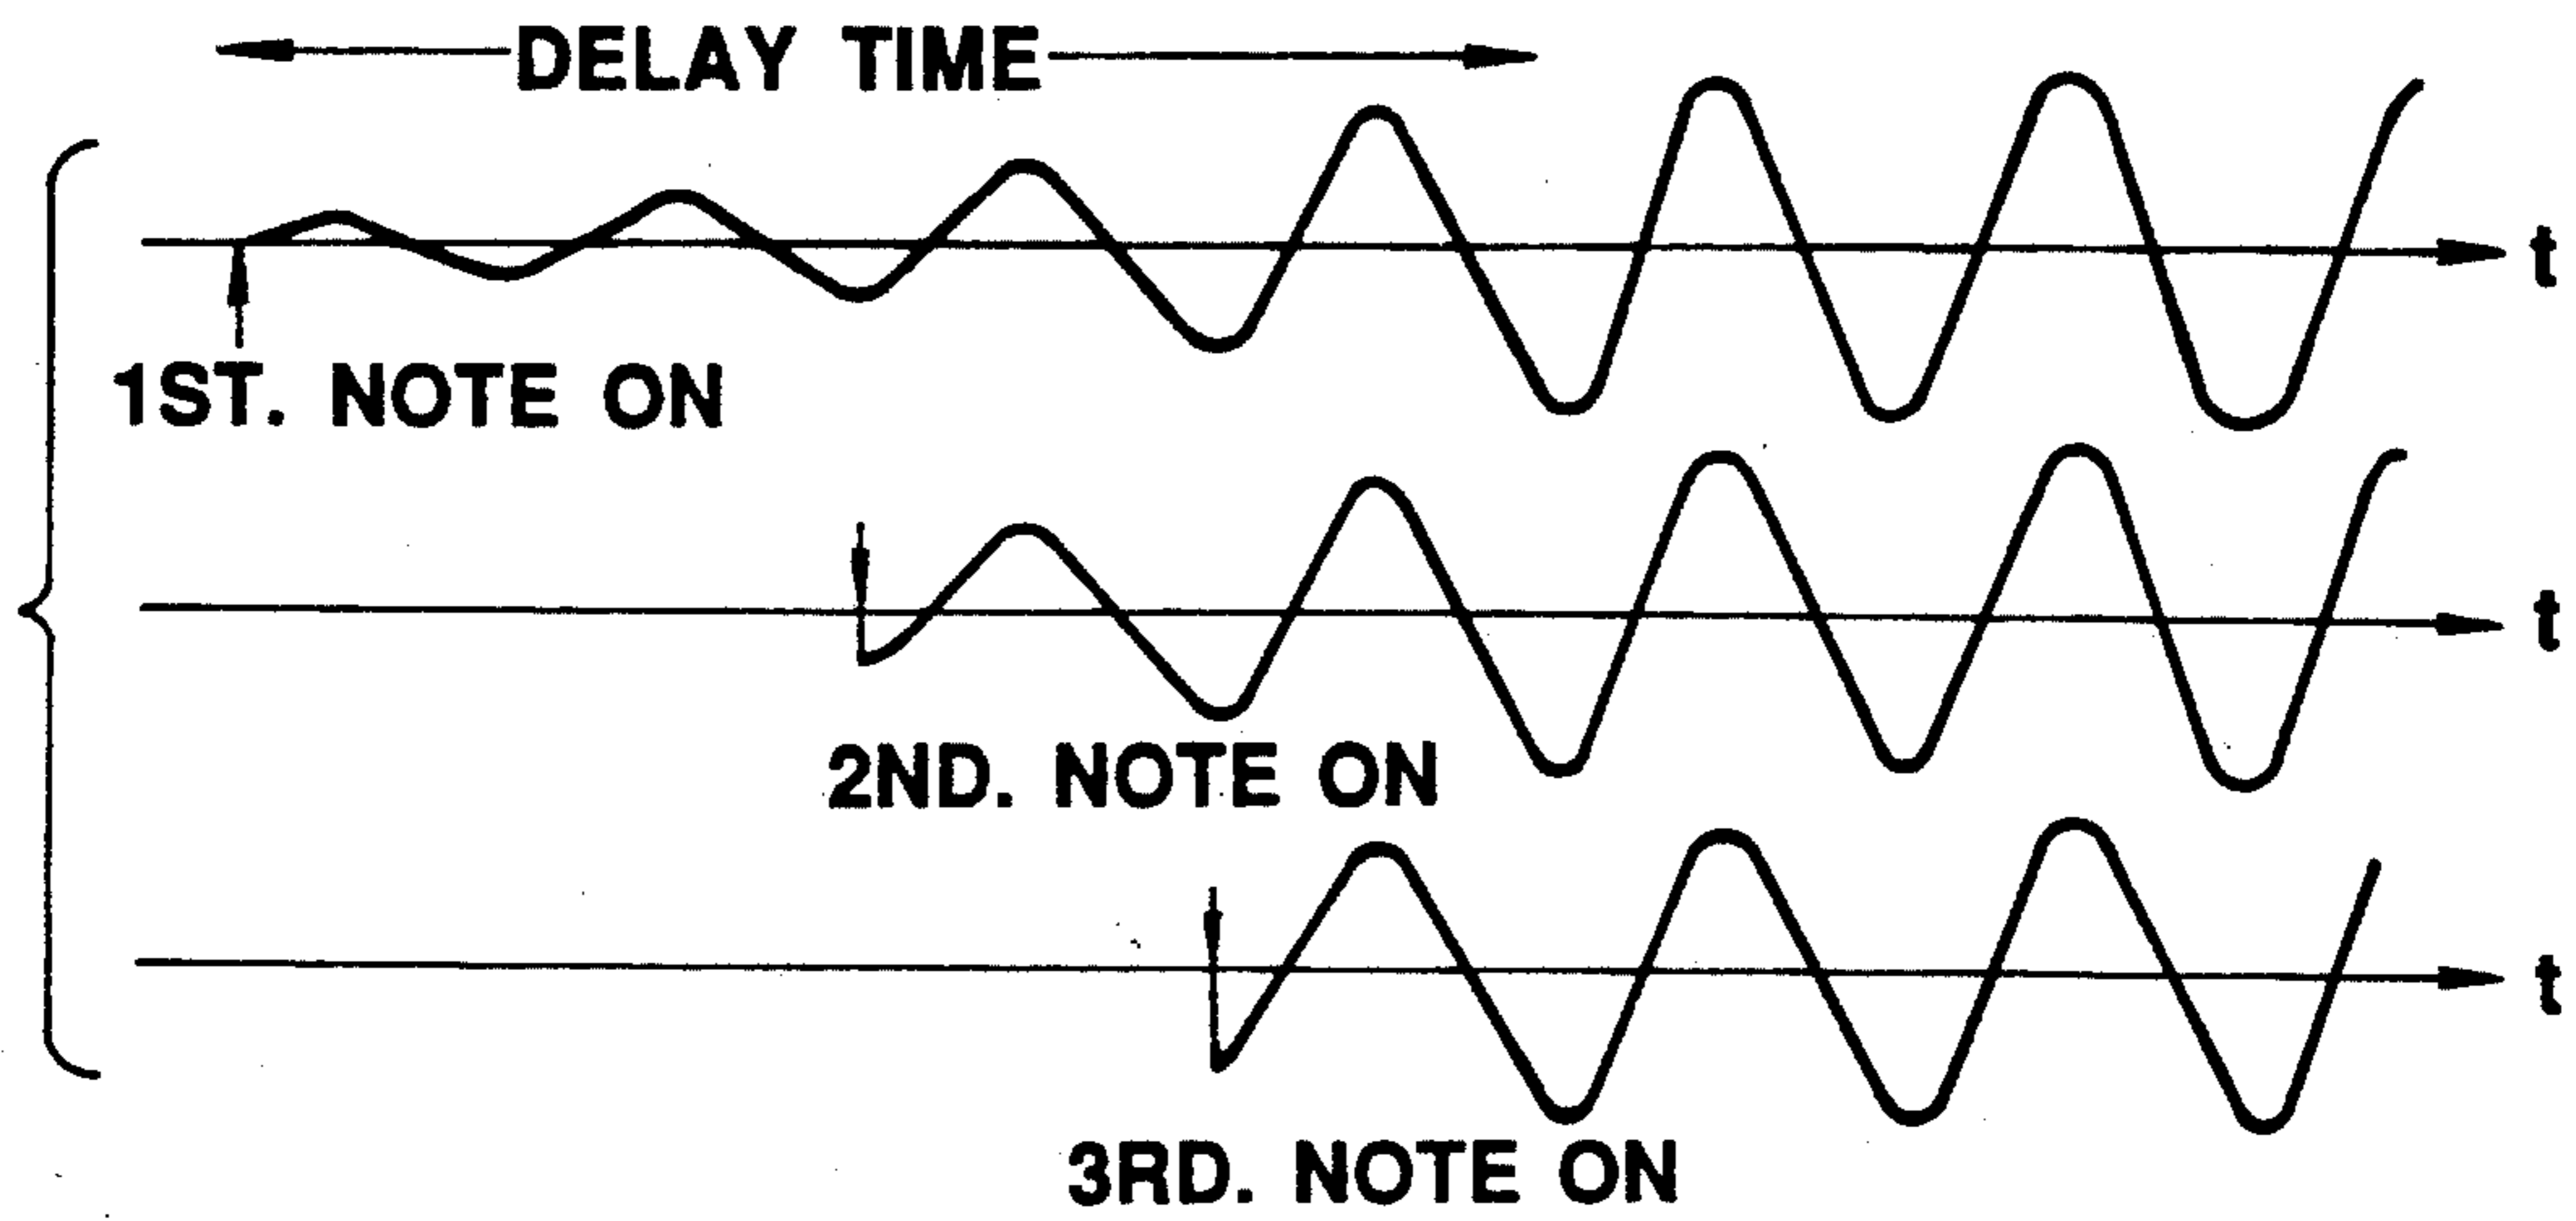 DELAY TIME
t
1ST. NOTE ON
t
2ND. NOTE ON
t
3RD. NOTE ON